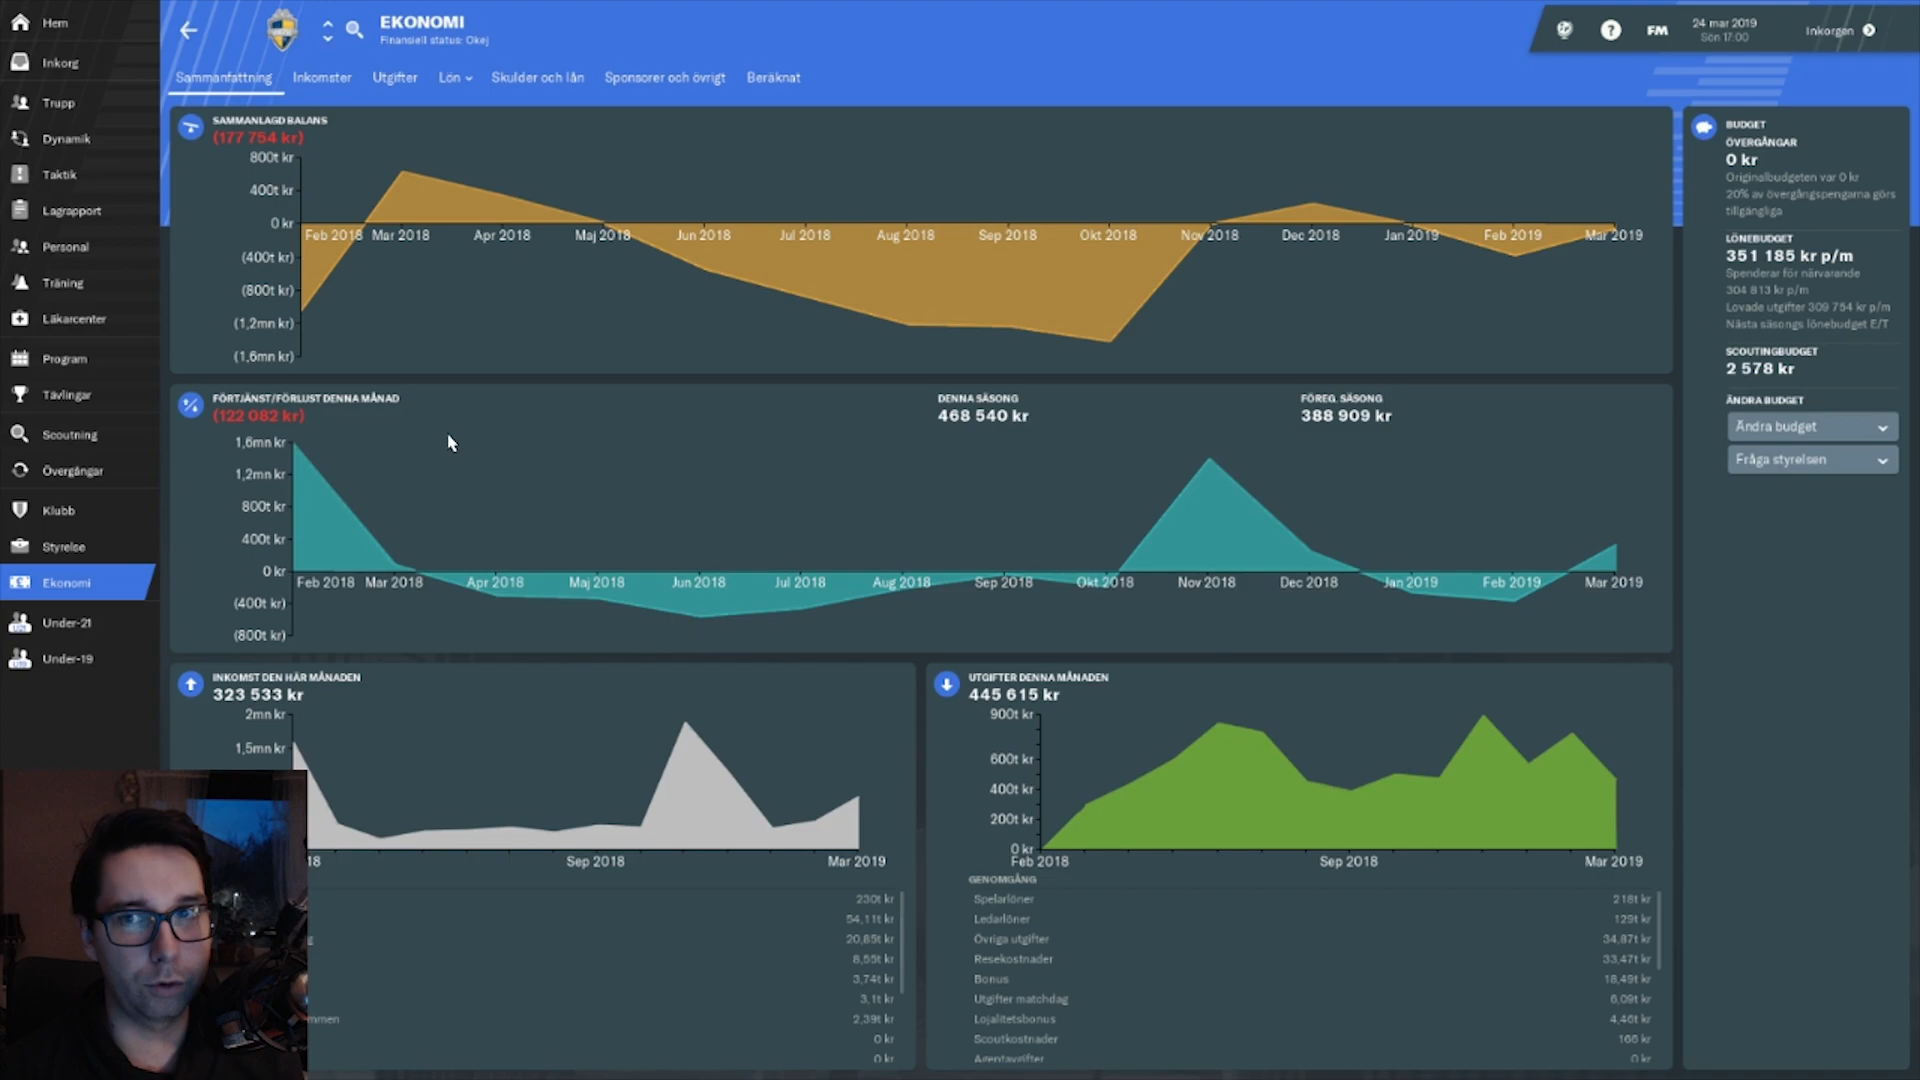 Hem
Inkorg
Trupp
Dynamik
Taktik
Lagrapport
Personal
Träning
Läkarcenter
Program
Tävlingar
Scoutning
Övergångar
Klubb
Styrelse
Ekonomi
Under-21
Under-19
EKONOMI
Finansiell status: Okej
FM
24 mar 2019
Sön 17:00
Inkorgen
Sammanfattning
Inkomster
Utgifter
Lön
Skulder och lån
Sponsorer och övrigt
Beräknat
SAMMANLAGD BALANS
(177 754 kr)
800t kr
400t kr
0 kr
(400t kr)
(800t kr)
(1,2mn kr)
(1,6mn kr)
Feb 2018 Mar 2018 Apr 2018 Maj 2018 Jun 2018 Jul 2018 Aug 2018 Sep 2018 Okt 2018 Nov 2018 Dec 2018 Jan 2019 Feb 2019 Mar 2019
FÖRTJÄNST/FÖRLUST DENNA MÅNAD
(122 082 kr)
DENNA SÄSONG
468 540 kr
FÖREG. SÄSONG
388 909 kr
1,6mn kr
1,2mn kr
800t kr
400t kr
0 kr
(400t kr)
(800t kr)
Feb 2018 Mar 2018 Apr 2018 Maj 2018 Jun 2018 Jul 2018 Aug 2018 Sep 2018 Okt 2018 Nov 2018 Dec 2018 Jan 2019 Feb 2019 Mar 2019
INKOMST DEN HÄR MÅNADEN
323 533 kr
2mn kr
1,5mn kr
18 Sep 2018 Mar 2019
230t kr
54,11t kr
20,85t kr
8,55t kr
3,74t kr
3,1t kr
mmen 2,39t kr
0 kr
0 kr
UTGIFTER DENNA MÅNADEN
445 615 kr
900t kr
600t kr
400t kr
200t kr
0 kr
Feb 2018 Sep 2018 Mar 2019
GENOMGÅNG
Spelarlöner 218t kr
Ledarlöner 129t kr
Övriga utgifter 34,87t kr
Resekostnader 33,47t kr
Bonus 18,49t kr
Utgifter matchdag 6,09t kr
Lojalitetsbonus 4,46t kr
Scoutkostnader 166 kr
Agentavgifter 0 kr
BUDGET
ÖVERGÅNGAR
0 kr
Originalbudgeten var 0 kr
20% av övergångspengarna görs
tillgängliga
LÖNEBUDGET
351 185 kr p/m
Spenderar för närvarande
304 813 kr p/m
Lovade utgifter 309 754 kr p/m
Nästa säsongs lönebudget E/T
SCOUTINGBUDGET
2 578 kr
ÄNDRA BUDGET
Ändra budget
Fråga styrelsen